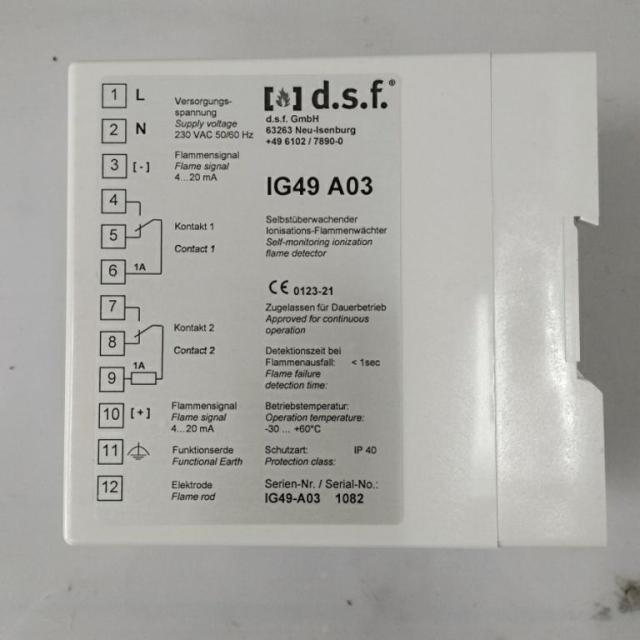 1 L
Versorgungs-
spannung
Supply voltage
230 VAC 50/60 Hz
2 N
3 [-]
Flammensignal
Flame signal
4...20 mA
4
5
Kontakt 1
Contact 1
6 1A
7
8
Kontakt 2
Contact 2
9 1A
10 [+]
Flammensignal
Flame signal
4...20 mA
11
Funktionserde
Functional Earth
12
Elektrode
Flame rod
[ ] d.s.f.®
d.s.f. GmbH
63263 Neu-Isenburg
+49 6102 / 7890-0
IG49 A03
Selbstüberwachender
Ionisations-Flammenwächter
Self-monitoring ionization
flame detector
CE 0123-21
Zugelassen für Dauerbetrieb
Approved for continuous
operation
Detektionszeit bei
Flammenausfall: < 1sec
Flame failure
detection time:
Betriebstemperatur:
Operation temperature:
-30 ... +60°C
Schutzart: IP 40
Protection class:
Serien-Nr. / Serial-No.:
IG49-A03 1082